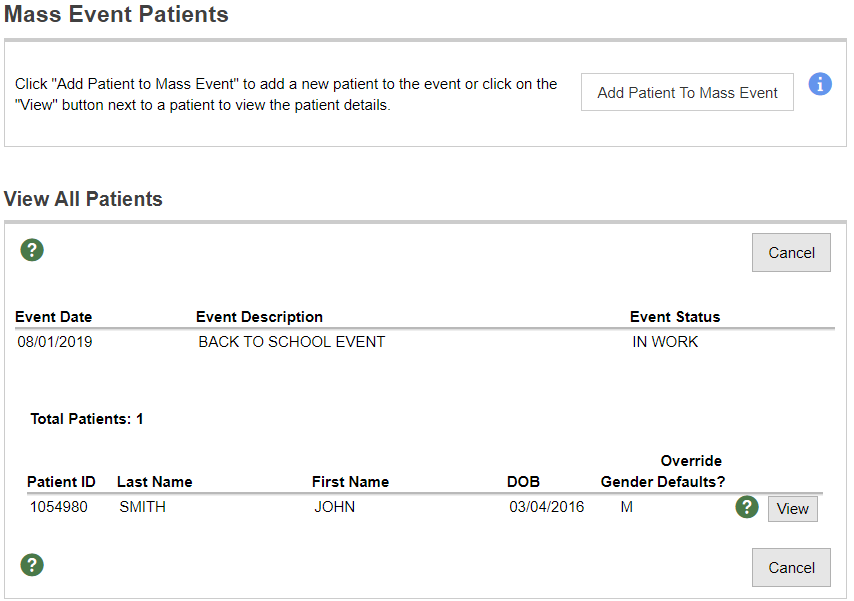 Mass Event Patients
Click "Add Patient to Mass Event" to add a new patient to the event or click on the
"View" button next to a patient to view the patient details.
Add Patient To Mass Event
i
View All Patients
?
Cancel
Event Date Event Description Event Status
08/01/2019 BACK TO SCHOOL EVENT IN WORK
Total Patients: 1
Override
Patient ID Last Name First Name DOB Gender Defaults?
1054980 SMITH JOHN 03/04/2016 M ? View
?
Cancel